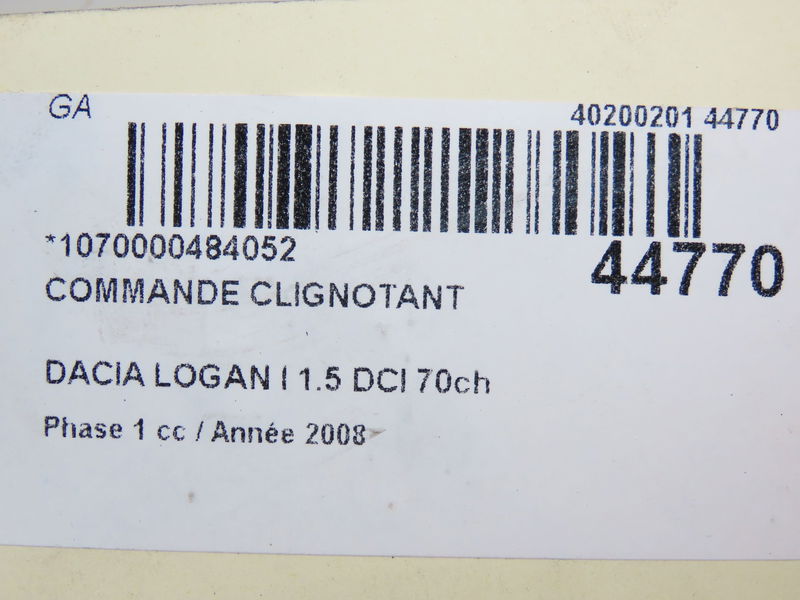 GA
40200201 44770
*1070000484052
44770
COMMANDE CLIGNOTANT
DACIA LOGAN I 1.5 DCI 70ch
Phase 1 cc / Année 2008